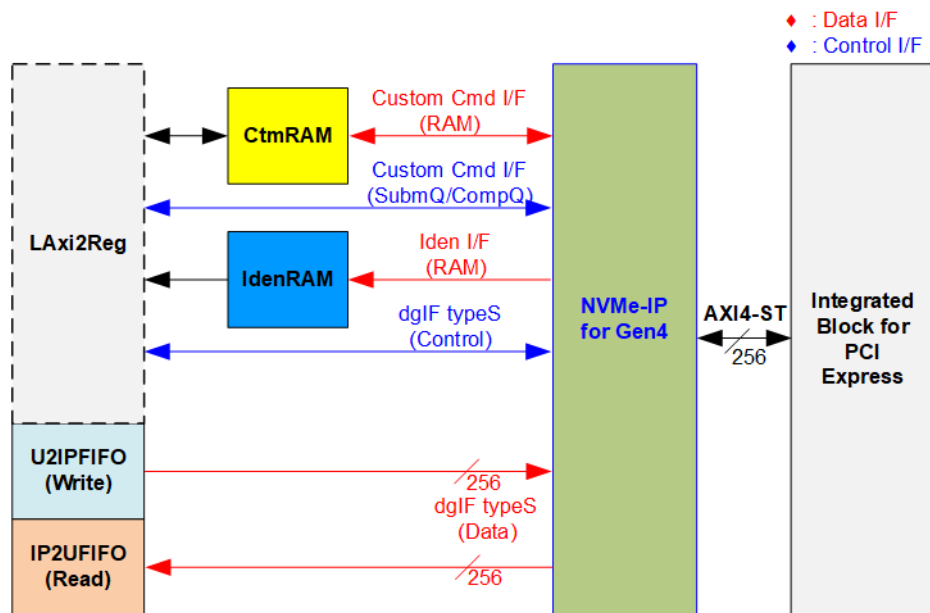 ♦ : Data I/F
♦ : Control I/F
Custom Cmd I/F
(RAM)
CtmRAM
Custom Cmd I/F
(SubmQ/CompQ)
LAxi2Reg
Iden I/F
(RAM)
IdenRAM
dgIF typeS
(Control)
NVMe-IP
for Gen4
AXI4-ST
256
Integrated
Block for
PCI
Express
U2IPFIFO
(Write)
256
dgIF typeS
(Data)
IP2UFIFO
(Read)
256